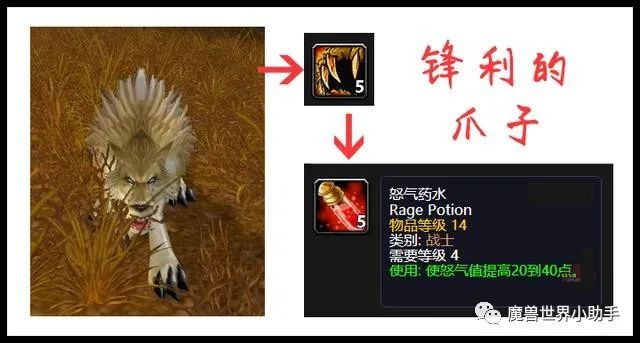 5
锋利的
爪子
5
怒气药水
Rage Potion
物品等级 14
类别: 战士
需要等级 4
使用: 使怒气值提高20到40点。
魔兽世界小助手